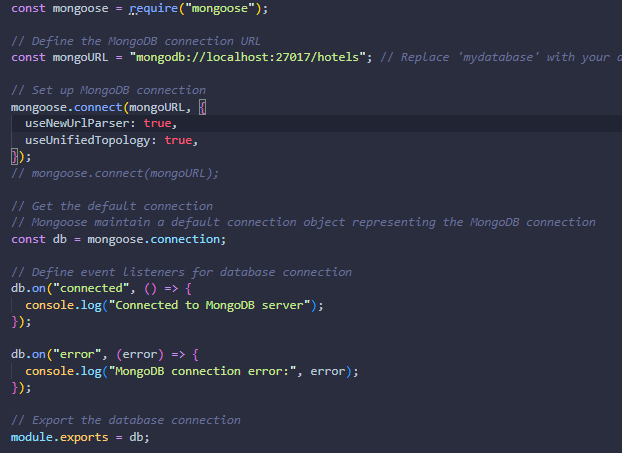 const mongoose = require("mongoose");
// Define the MongoDB connection URL
const mongoURL = "mongodb://localhost:27017/hotels"; // Replace 'mydatabase' with your
// Set up MongoDB connection
mongoose.connect(mongoURL, {
  useNewUrlParser: true,
  useUnifiedTopology: true,
});
// mongoose.connect(mongoURL);
// Get the default connection
// Mongoose maintain a default connection object representing the MongoDB connection
const db = mongoose.connection;
// Define event listeners for database connection
db.on("connected", () => {
  console.log("Connected to MongoDB server");
});
db.on("error", (error) => {
  console.log("MongoDB connection error:", error);
});
// Export the database connection
module.exports = db;